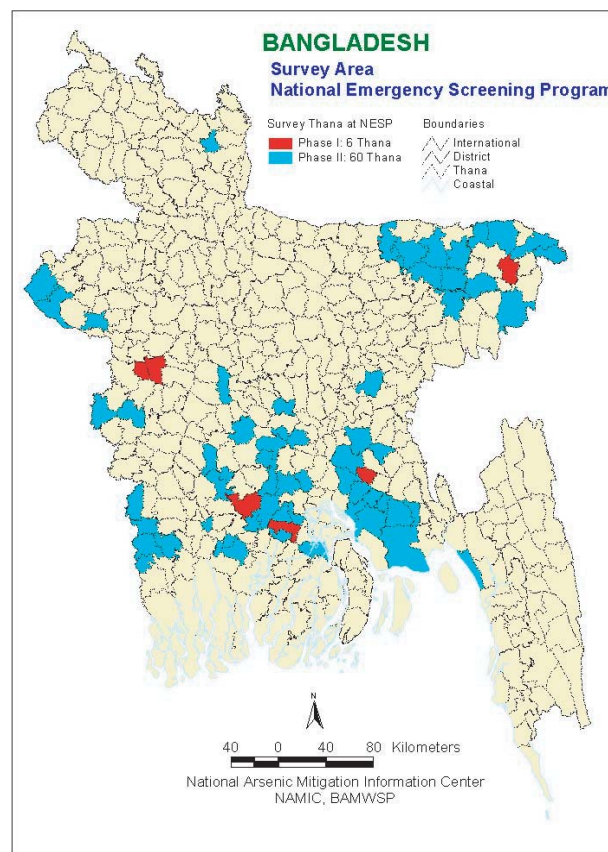 BANGLADESH
Survey Area
National Emergency Screening Program
Survey Thana at NESP
Phase I: 6 Thana
Phase II: 60 Thana
Boundaries
International
District
Thana
Coastal
N
40 0 40 80 Kilometers
National Arsenic Mitigation Information Center
NAMIC, BAMWSP